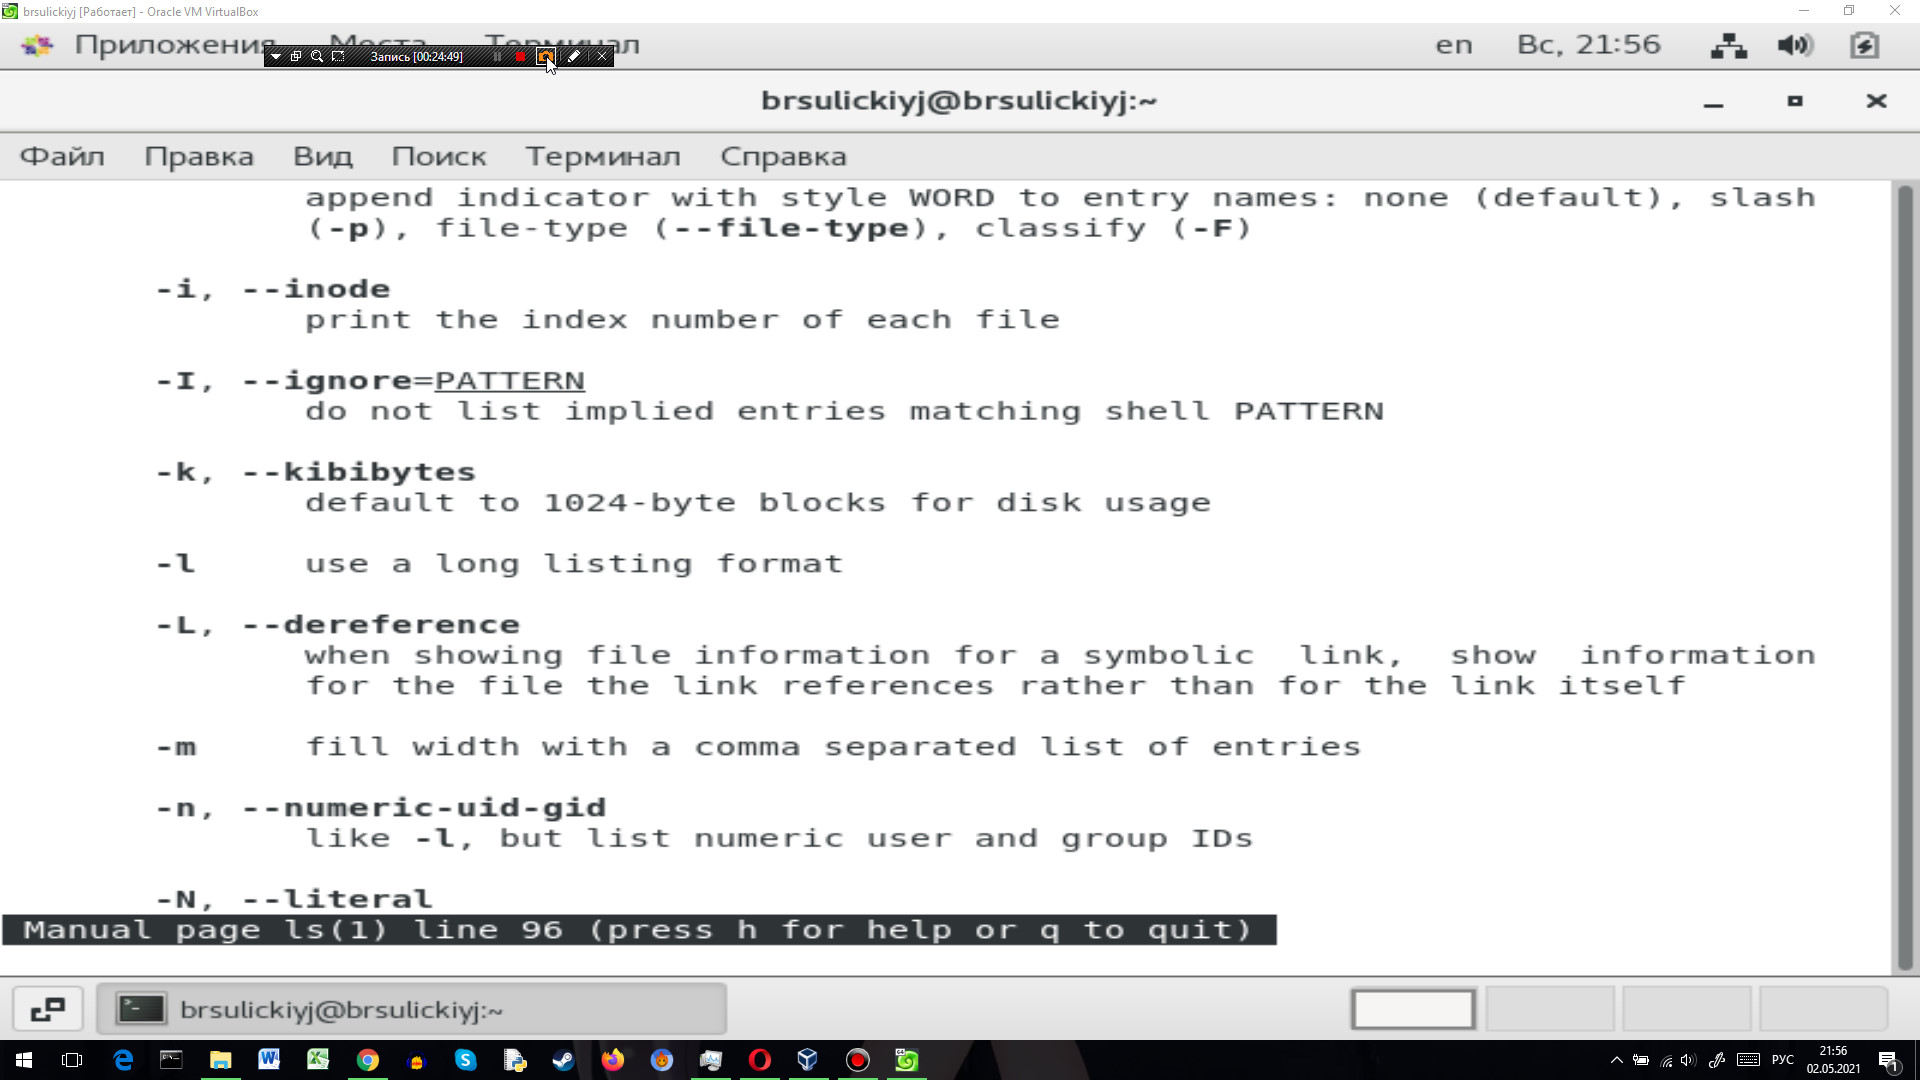 brsulickiyj [Работает] - Oracle VM VirtualBox
Приложения Места Терминал en Вс, 21:56
Запись [00:24:49]
brsulickiyj@brsulickiyj:~
Файл Правка Вид Поиск Терминал Справка
append indicator with style WORD to entry names: none (default), slash
(-p), file-type (--file-type), classify (-F)
-i, --inode
print the index number of each file
-I, --ignore=PATTERN
do not list implied entries matching shell PATTERN
-k, --kibibytes
default to 1024-byte blocks for disk usage
-l use a long listing format
-L, --dereference
when showing file information for a symbolic link, show information
for the file the link references rather than for the link itself
-m fill width with a comma separated list of entries
-n, --numeric-uid-gid
like -l, but list numeric user and group IDs
-N, --literal
Manual page ls(1) line 96 (press h for help or q to quit)
brsulickiyj@brsulickiyj:~
РУС
21:56
02.05.2021
1